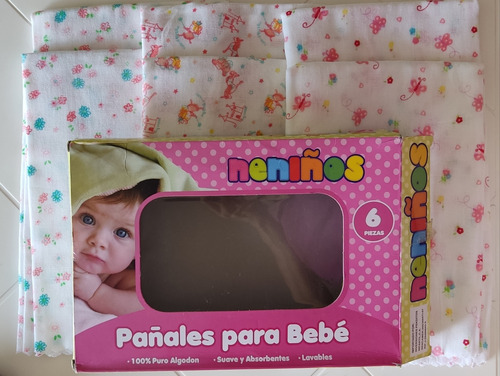 neniños
6
PIEZAS
Pañales para Bebé
· 100% Puro Algodon · Suave y Absorbentes · Lavables
neniños